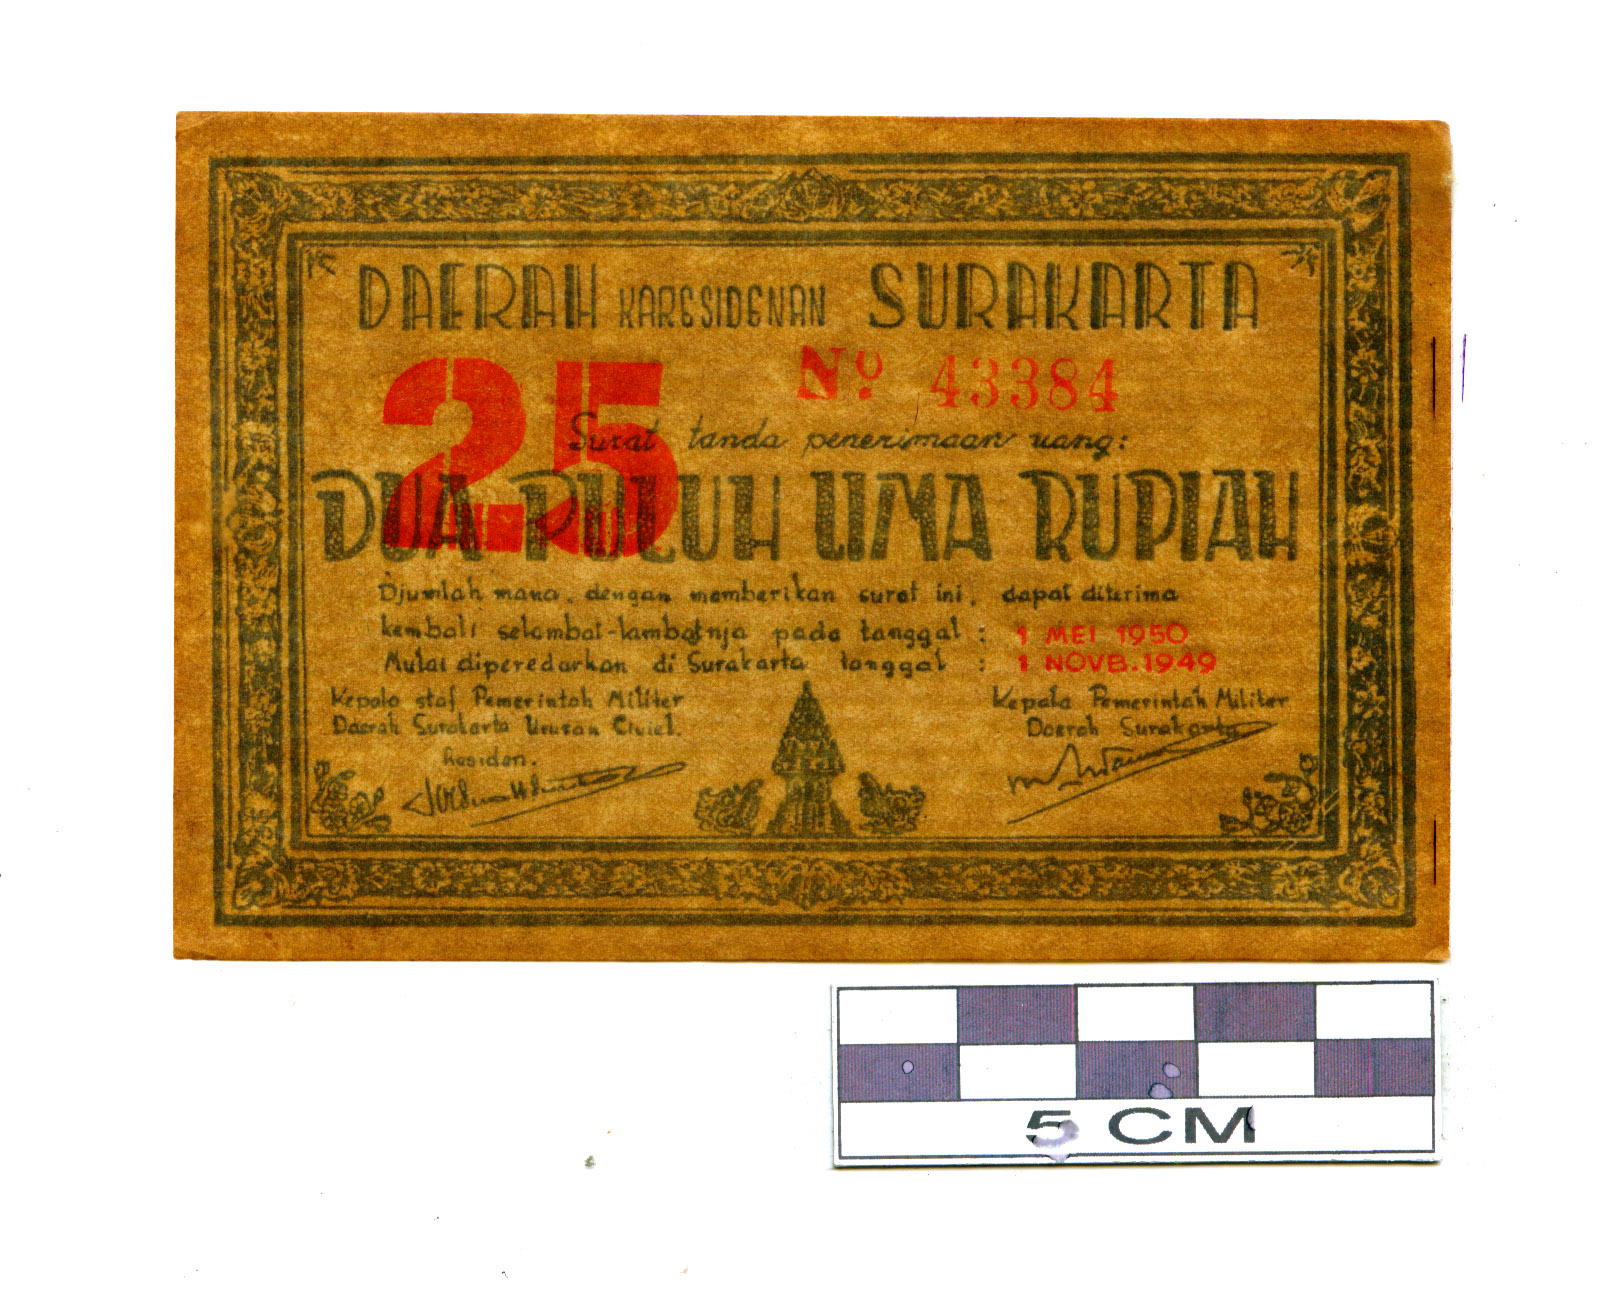 DAERAH KARESIDENAN SURAKARTA
25 No. 43384
Surat tanda penerimaan uang:
DUA PULUH LIMA RUPIAH
Djumlah mana, dengan memberikan surat ini, dapat diterima
kembali selambat-lambatnja pada tanggal : 1 MEI 1950
Mulai diperedarkan di Surakarta tanggal : 1 NOVB. 1949
Kepala staf Pemerintah Militer
Daerah Surakarta Urusan Civiel.
Residen.
Kepala Pemerintah Militer
Daerah Surakarta
5 CM